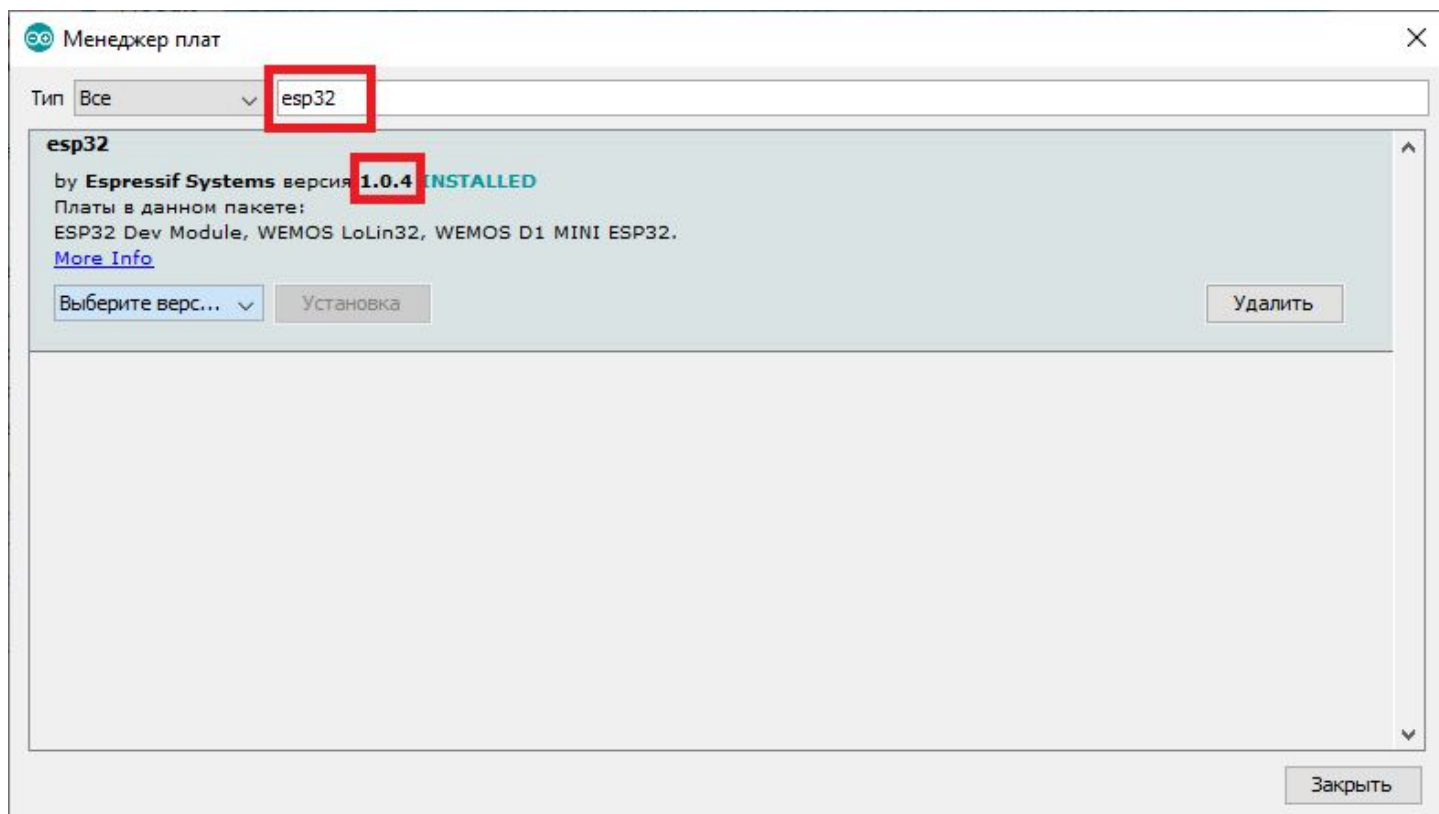 Менеджер плат
Тип Все esp32
esp32
by Espressif Systems версия 1.0.4 INSTALLED
Платы в данном пакете:
ESP32 Dev Module, WEMOS LoLin32, WEMOS D1 MINI ESP32.
More Info
Выберите верс... Установка Удалить
Закрыть